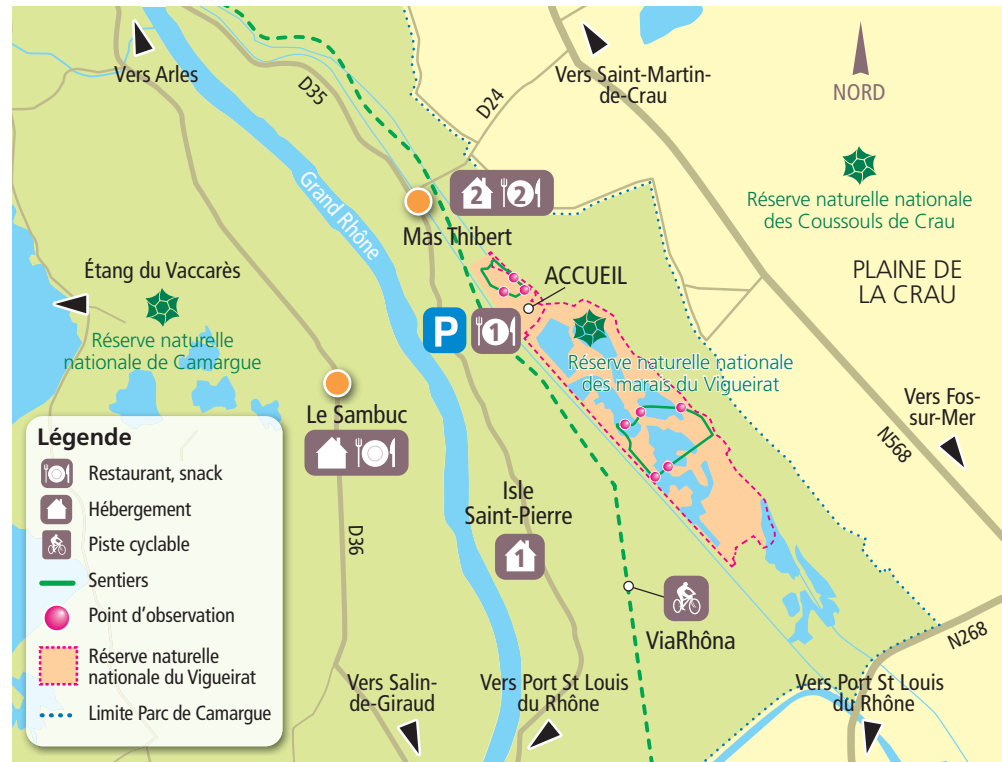 Vers Arles
D35
D24
Vers Saint-Martin-
de-Crau
NORD
Grand Rhône
2
2
Mas Thibert
Réserve naturelle nationale
des Coussouls de Crau
Étang du Vaccarès
Réserve naturelle
nationale de Camargue
ACCUEIL
PLAINE DE
LA CRAU
P
1
Réserve naturelle nationale
des marais du Vigueirat
Le Sambuc
Vers Fos-
sur-Mer
N568
Isle
Saint-Pierre
1
D36
ViaRhôna
N268
Vers Salin-
de-Giraud
Vers Port St Louis
du Rhône
Vers Port St Louis
du Rhône
Légende
Restaurant, snack
Hébergement
Piste cyclable
Sentiers
Point d'observation
Réserve naturelle
nationale du Vigueirat
Limite Parc de Camargue